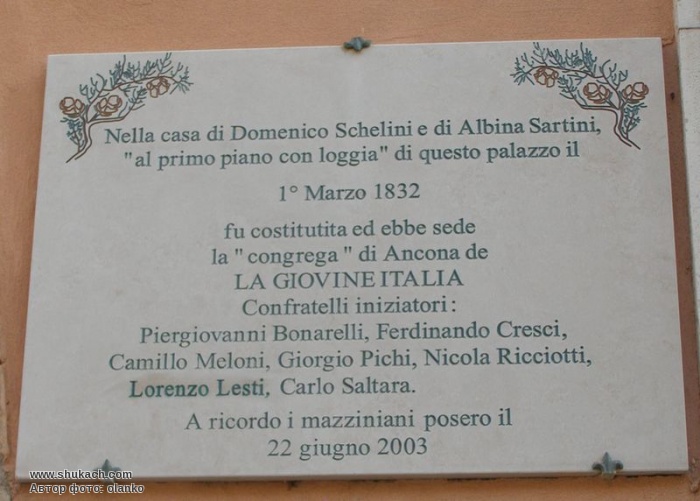 Nella casa di Domenico Schelini e di Albina Sartini,
"al primo piano con loggia" di questo palazzo il
1° Marzo 1832
fu costitutita ed ebbe sede
la "congrega" di Ancona de
LA GIOVINE ITALIA
Confratelli iniziatori:
Piergiovanni Bonarelli, Ferdinando Cresci,
Camillo Meloni, Giorgio Pichi, Nicola Ricciotti,
Lorenzo Lesti, Carlo Saltara.
A ricordo i mazziniani posero il
22 giugno 2003
www.shukach.com
Автор фото: olanko